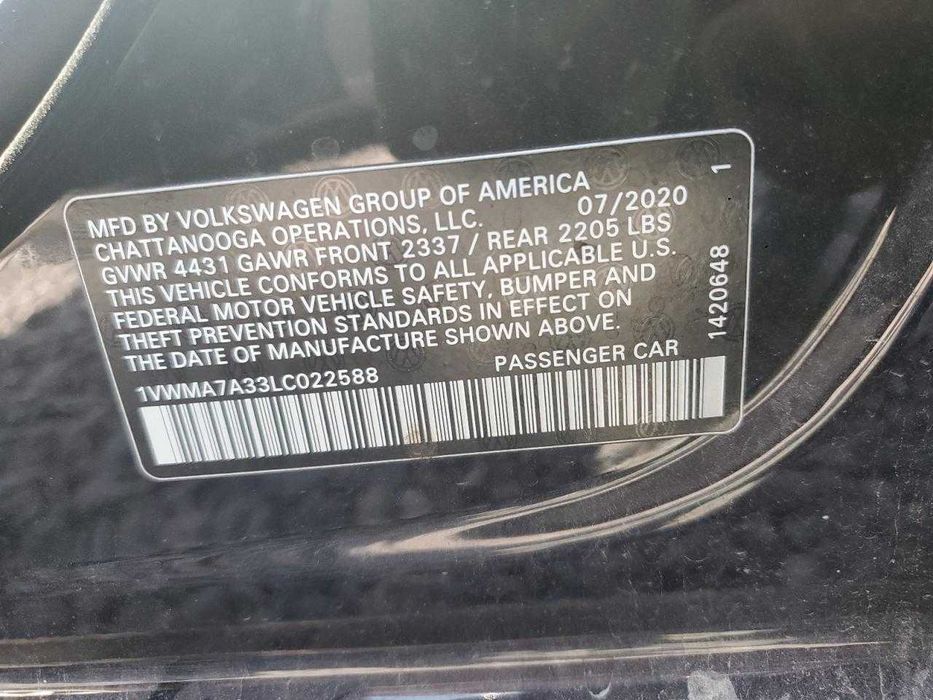 MFD BY VOLKSWAGEN GROUP OF AMERICA
CHATTANOOGA OPERATIONS, LLC. 07/2020
GVWR 4431 GAWR FRONT 2337 / REAR 2205 LBS
THIS VEHICLE CONFORMS TO ALL APPLICABLE U.S.
FEDERAL MOTOR VEHICLE SAFETY, BUMPER AND
THEFT PREVENTION STANDARDS IN EFFECT ON
THE DATE OF MANUFACTURE SHOWN ABOVE.
1VWMA7A33LC022588 PASSENGER CAR
1420648 1